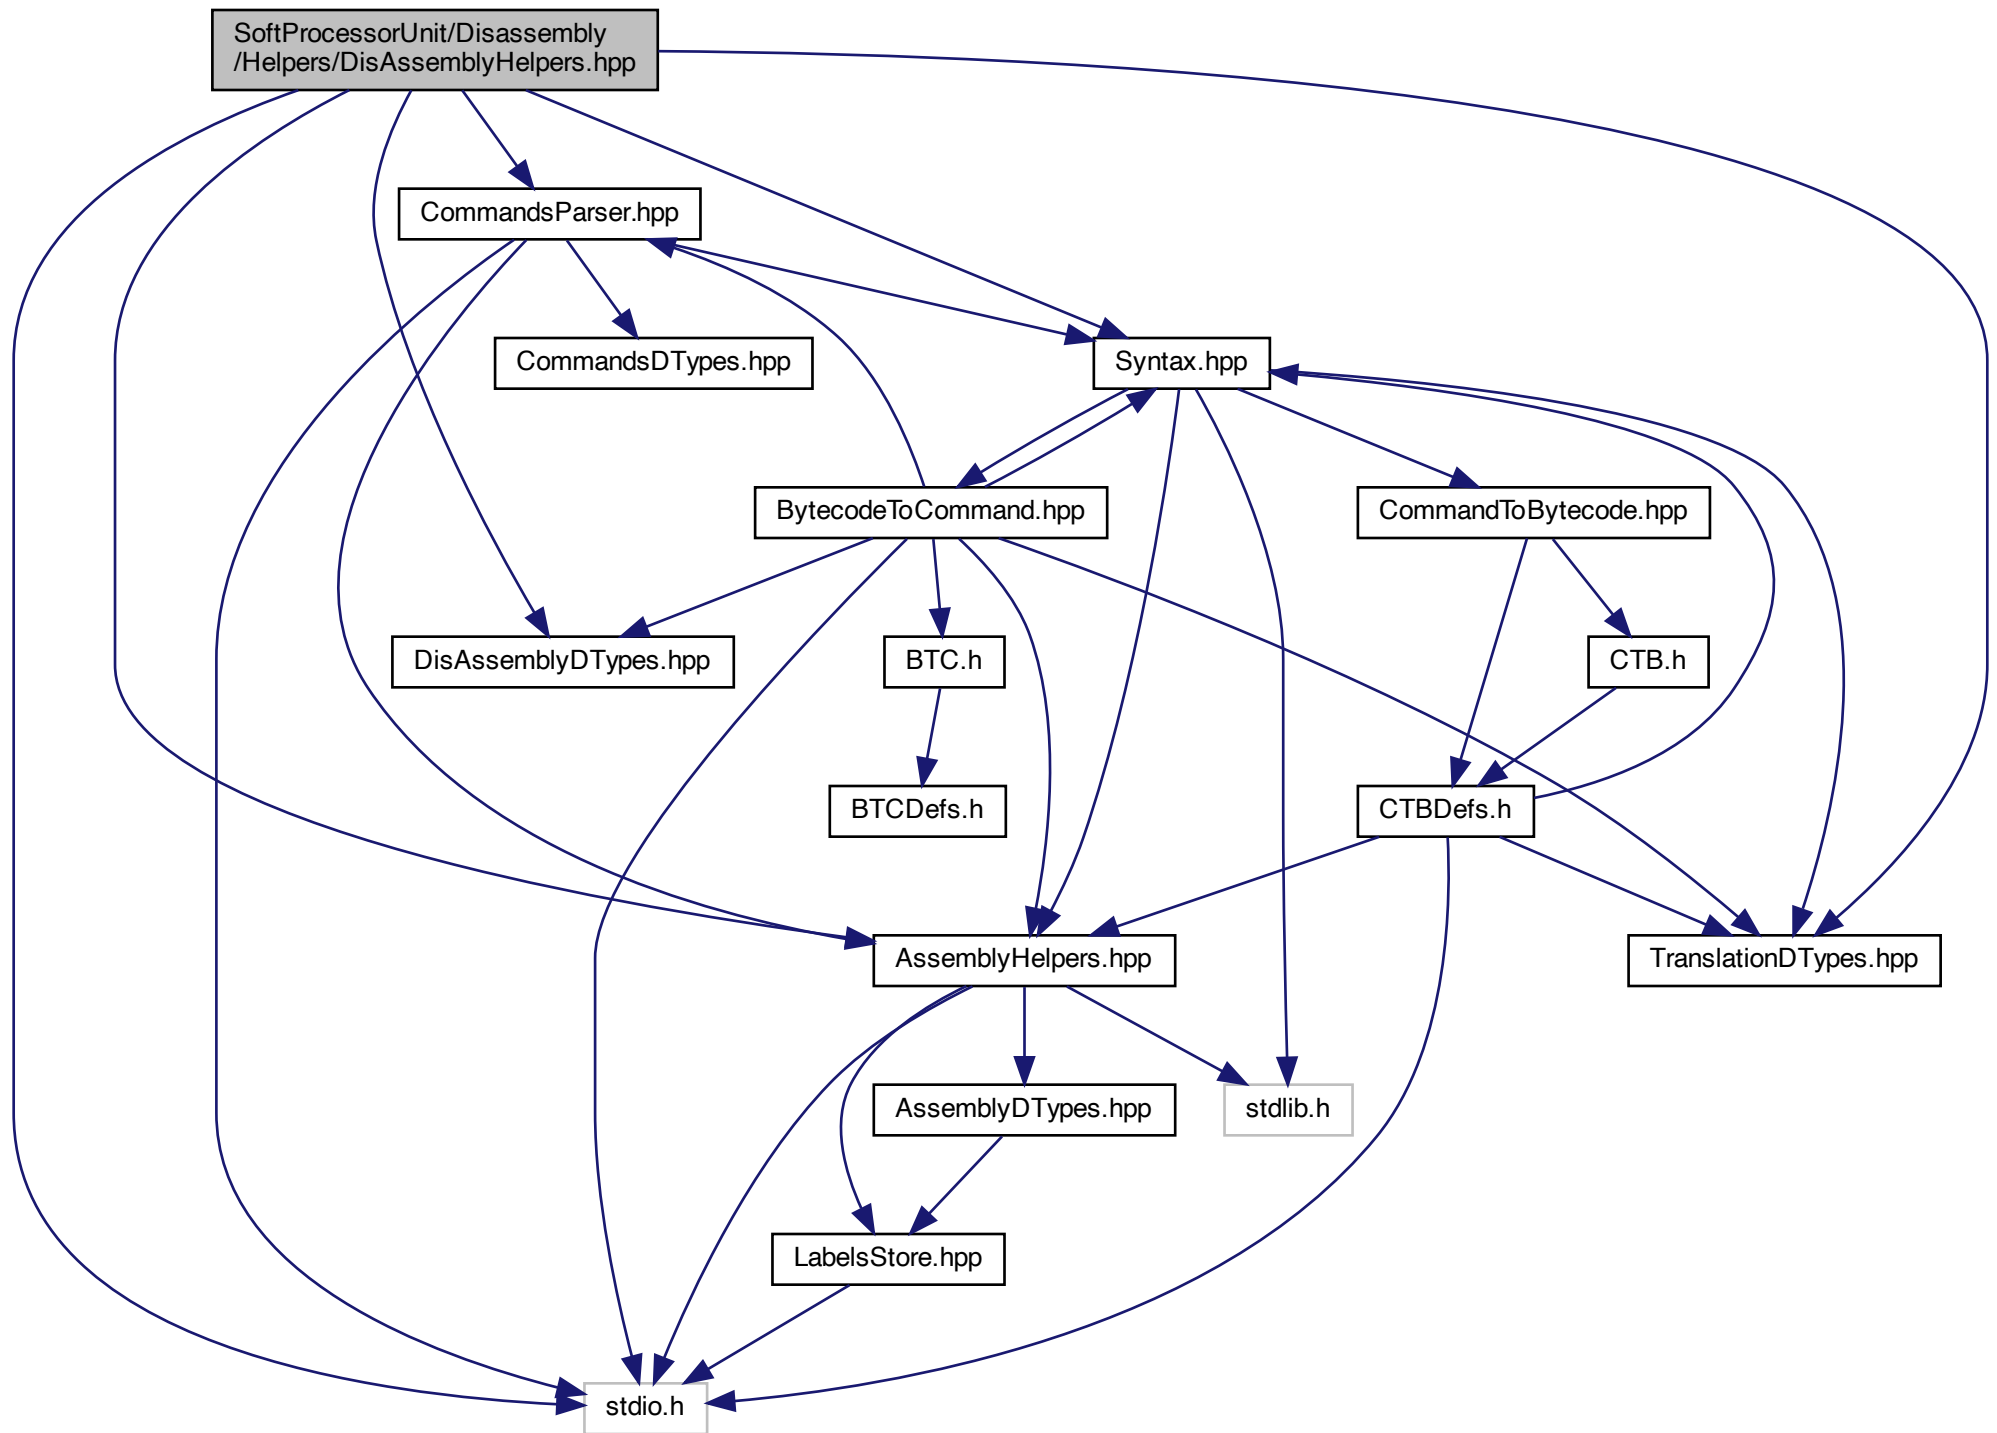 SoftProcessorUnit/Disassembly
/Helpers/DisAssemblyHelpers.hpp
CommandsParser.hpp
CommandsDTypes.hpp
Syntax.hpp
BytecodeToCommand.hpp
CommandToBytecode.hpp
DisAssemblyDTypes.hpp
BTC.h
CTB.h
BTCDefs.h
CTBDefs.h
AssemblyHelpers.hpp
TranslationDTypes.hpp
AssemblyDTypes.hpp
stdlib.h
LabelsStore.hpp
stdio.h